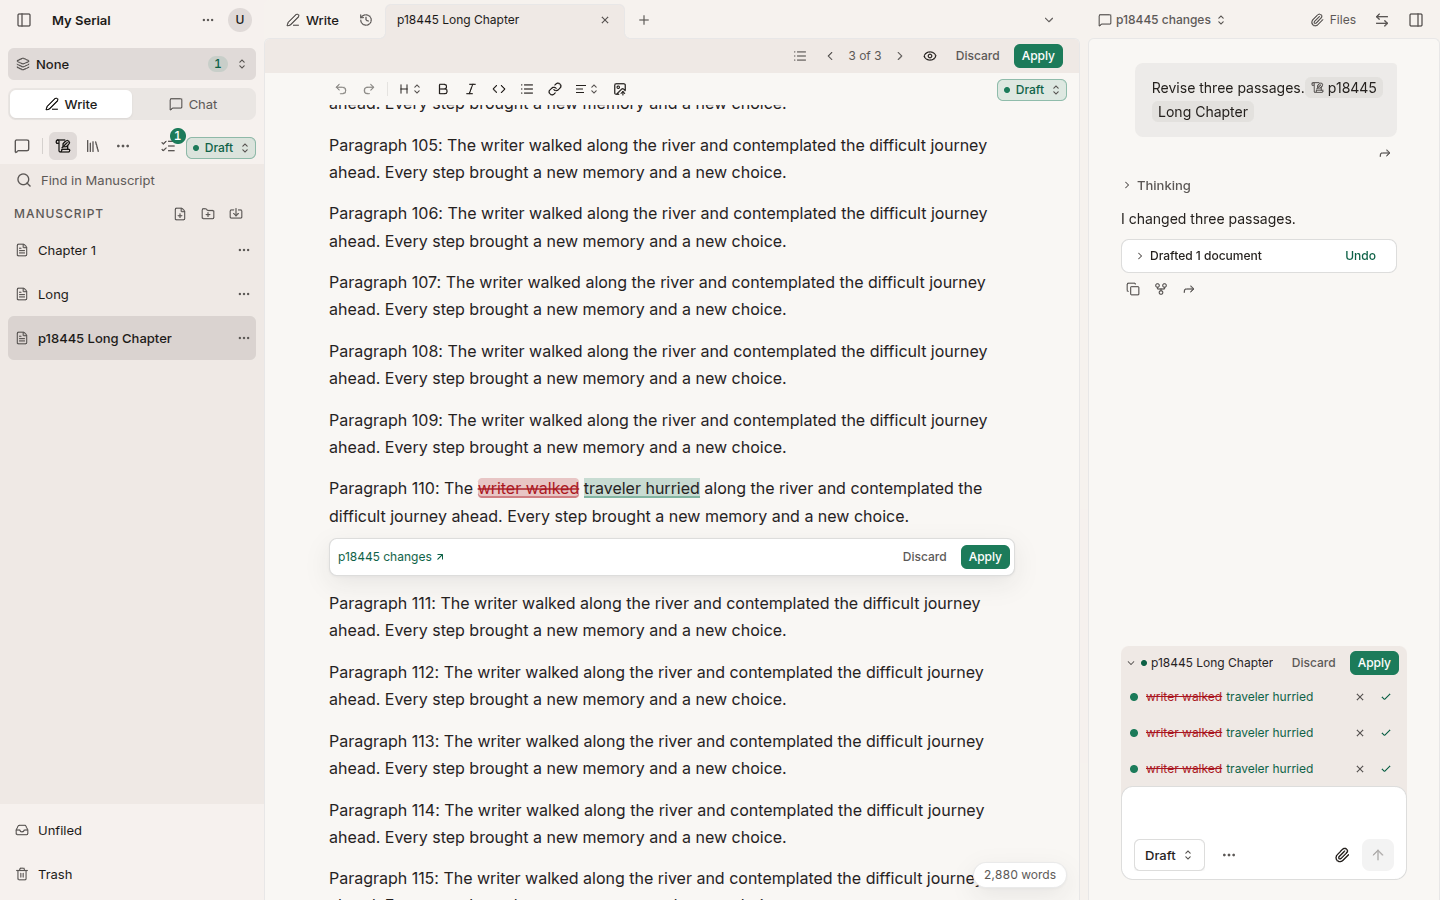 My Serial
U
None
1
Write
Chat
1
Draft
Find in Manuscript
MANUSCRIPT
Chapter 1
Long
p18445 Long Chapter
Unfiled
Trash
Write
p18445 Long Chapter
3 of 3
Discard
Apply
H
B
I
Draft
ahead. Every step brought a new memory and a new choice.
Paragraph 105: The writer walked along the river and contemplated the difficult journey
ahead. Every step brought a new memory and a new choice.
Paragraph 106: The writer walked along the river and contemplated the difficult journey
ahead. Every step brought a new memory and a new choice.
Paragraph 107: The writer walked along the river and contemplated the difficult journey
ahead. Every step brought a new memory and a new choice.
Paragraph 108: The writer walked along the river and contemplated the difficult journey
ahead. Every step brought a new memory and a new choice.
Paragraph 109: The writer walked along the river and contemplated the difficult journey
ahead. Every step brought a new memory and a new choice.
Paragraph 110: The writer walked traveler hurried along the river and contemplated the
difficult journey ahead. Every step brought a new memory and a new choice.
p18445 changes
Discard
Apply
Paragraph 111: The writer walked along the river and contemplated the difficult journey
ahead. Every step brought a new memory and a new choice.
Paragraph 112: The writer walked along the river and contemplated the difficult journey
ahead. Every step brought a new memory and a new choice.
Paragraph 113: The writer walked along the river and contemplated the difficult journey
ahead. Every step brought a new memory and a new choice.
Paragraph 114: The writer walked along the river and contemplated the difficult journey
ahead. Every step brought a new memory and a new choice.
Paragraph 115: The writer walked along the river and contemplated the difficult journey
2,880 words
p18445 changes
Files
Revise three passages. p18445
Long Chapter
Thinking
I changed three passages.
Drafted 1 document
Undo
p18445 Long Chapter
Discard
Apply
writer walked traveler hurried
writer walked traveler hurried
writer walked traveler hurried
Draft